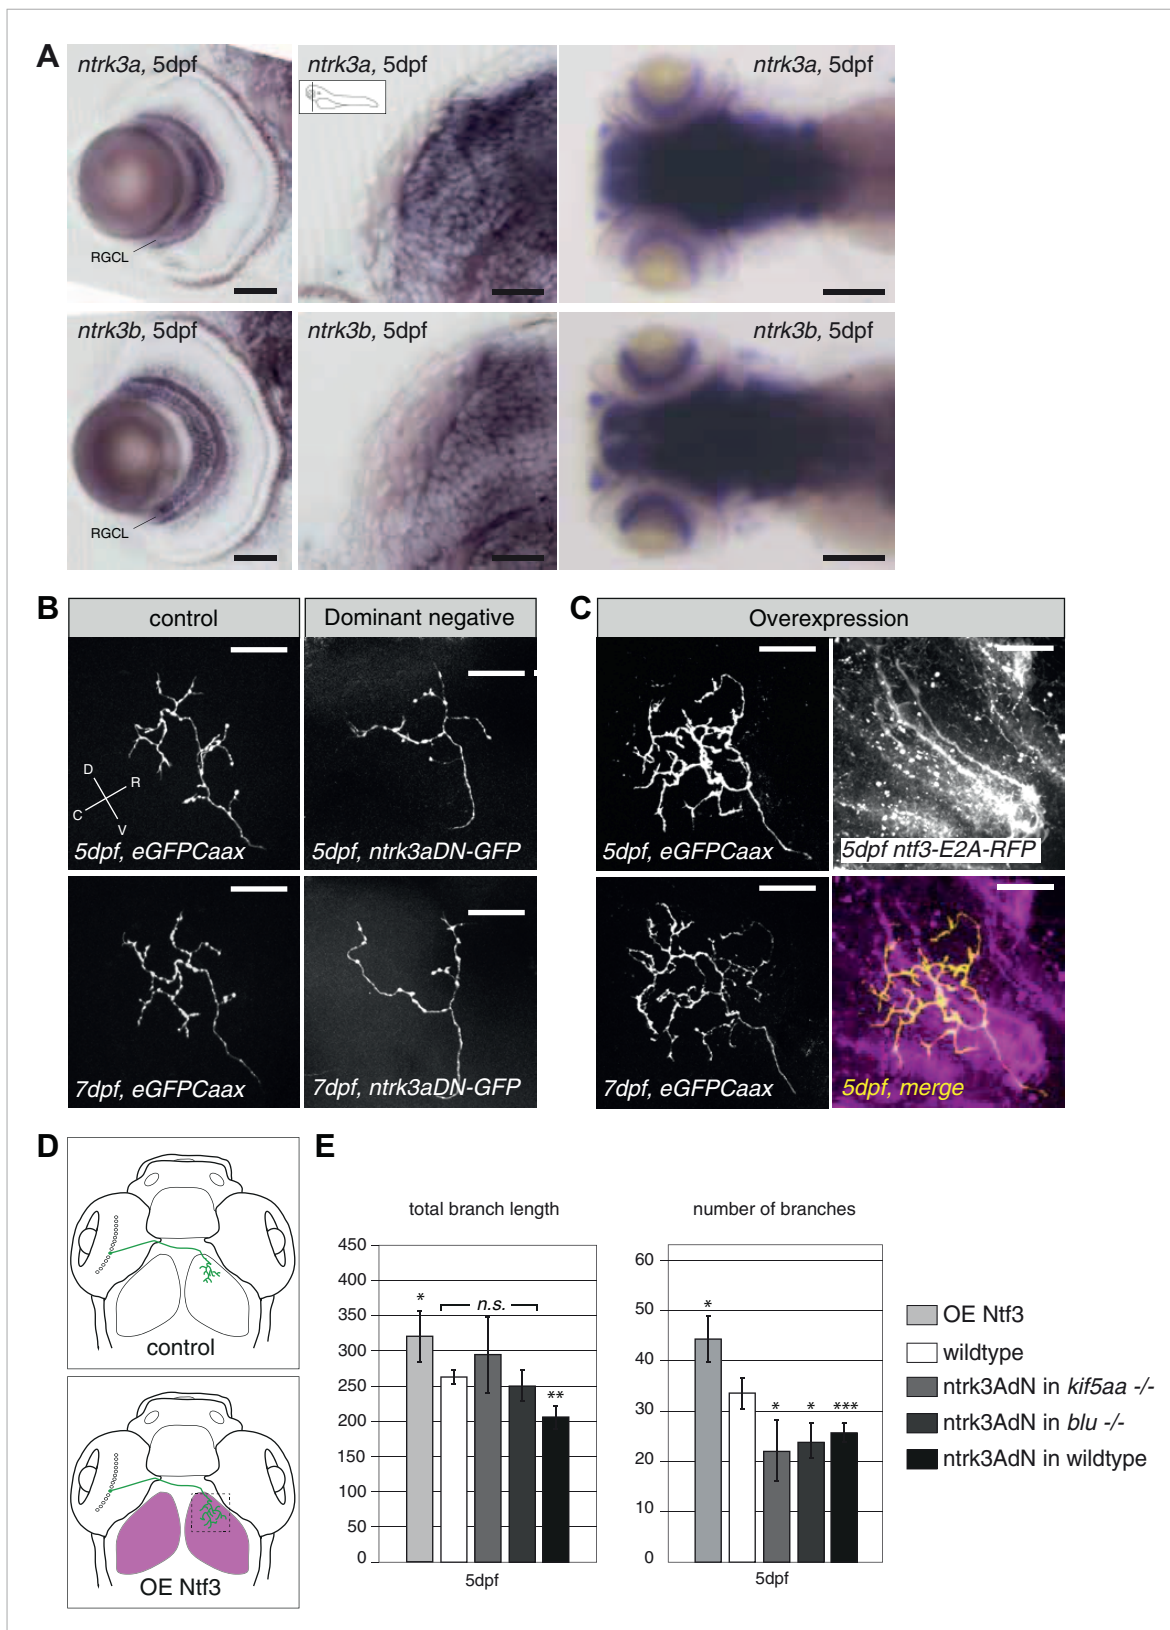 A
ntrk3a, 5dpf
ntrk3a, 5dpf
ntrk3a, 5dpf
RGCL
ntrk3b, 5dpf
ntrk3b, 5dpf
ntrk3b, 5dpf
RGCL
B
control
Dominant negative
D
R
C
V
5dpf, eGFPCaax
5dpf, ntrk3aDN-GFP
7dpf, eGFPCaax
7dpf, ntrk3aDN-GFP
C
Overexpression
5dpf, eGFPCaax
5dpf ntf3-E2A-RFP
7dpf, eGFPCaax
5dpf, merge
D
control
OE Ntf3
E
total branch length
450
400
350
300
250
200
150
100
50
0
*
n.s.
**
5dpf
number of branches
60
50
40
30
20
10
0
*
* * ***
5dpf
OE Ntf3
wildtype
ntrk3AdN in kif5aa -/-
ntrk3AdN in blu -/-
ntrk3AdN in wildtype